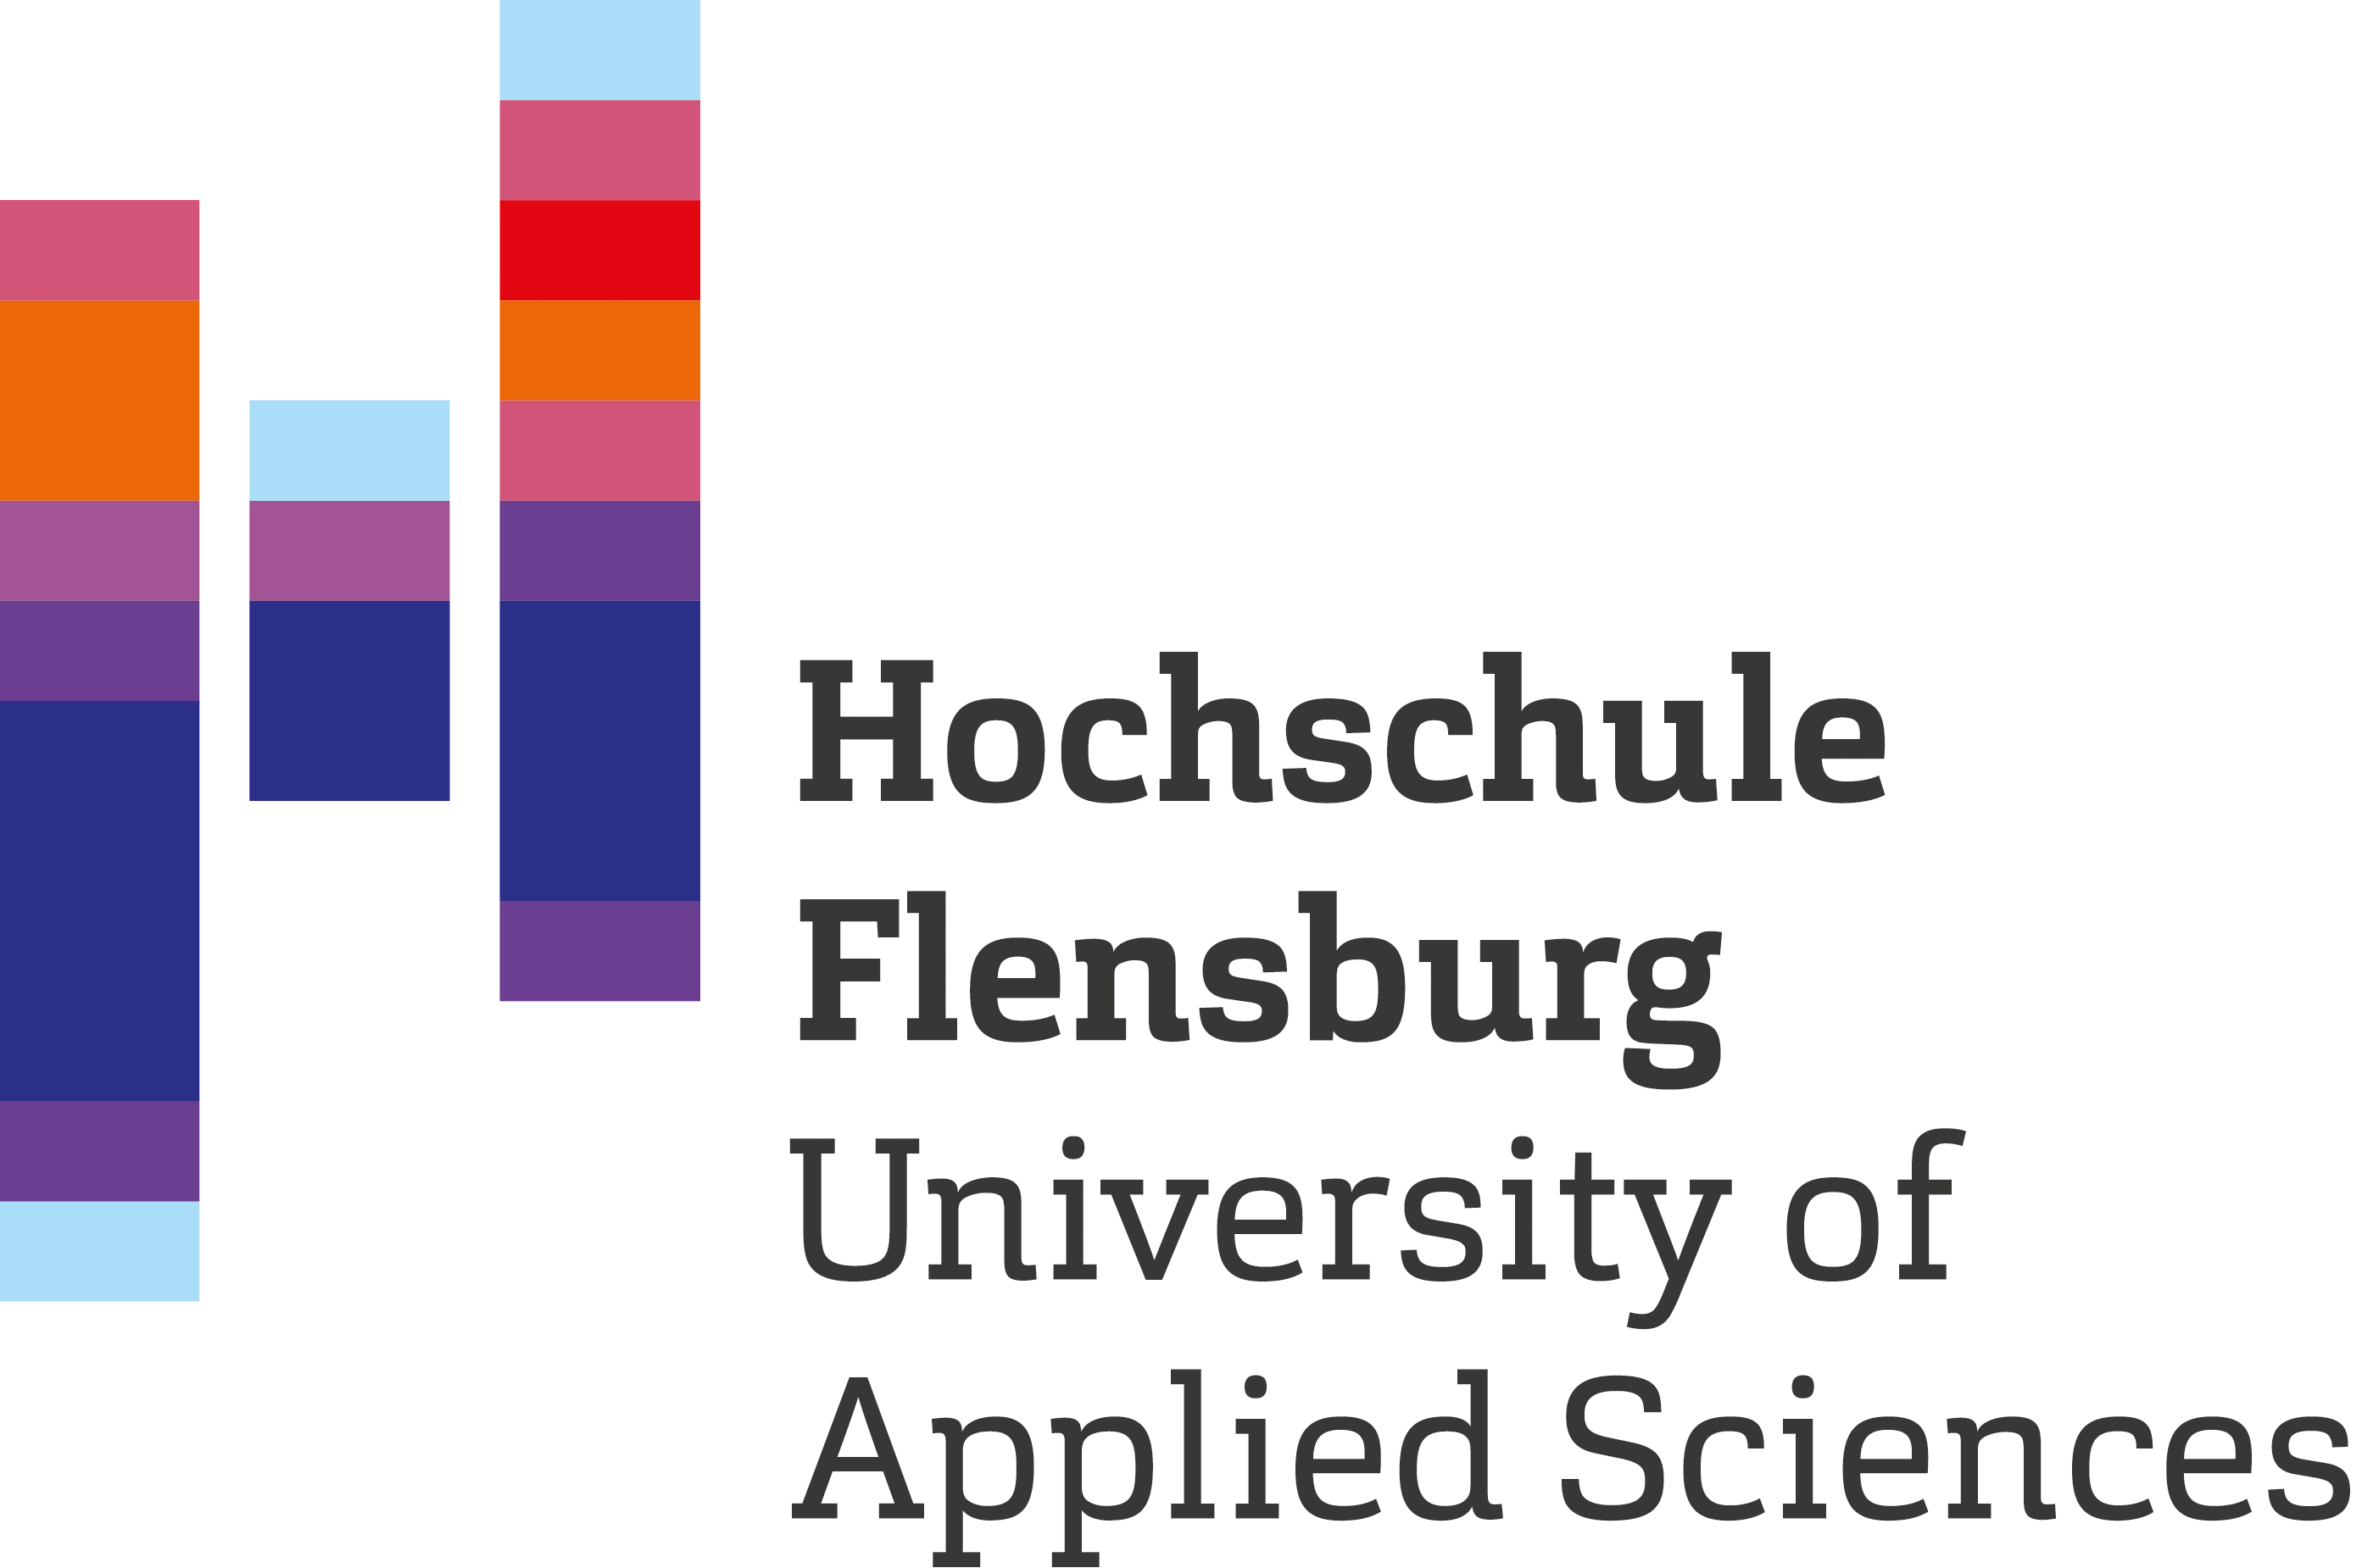 Hochschule
Flensburg
University of
Applied Sciences